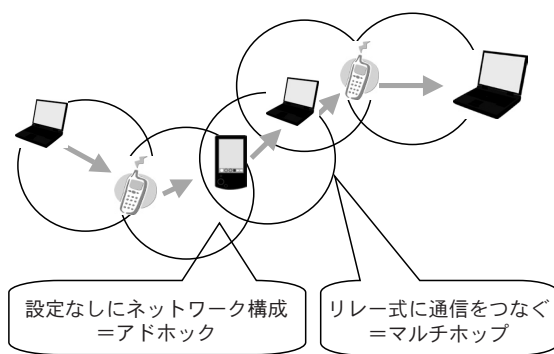 設定なしにネットワーク構成
＝アドホック
リレー式に通信をつなぐ
＝マルチホップ